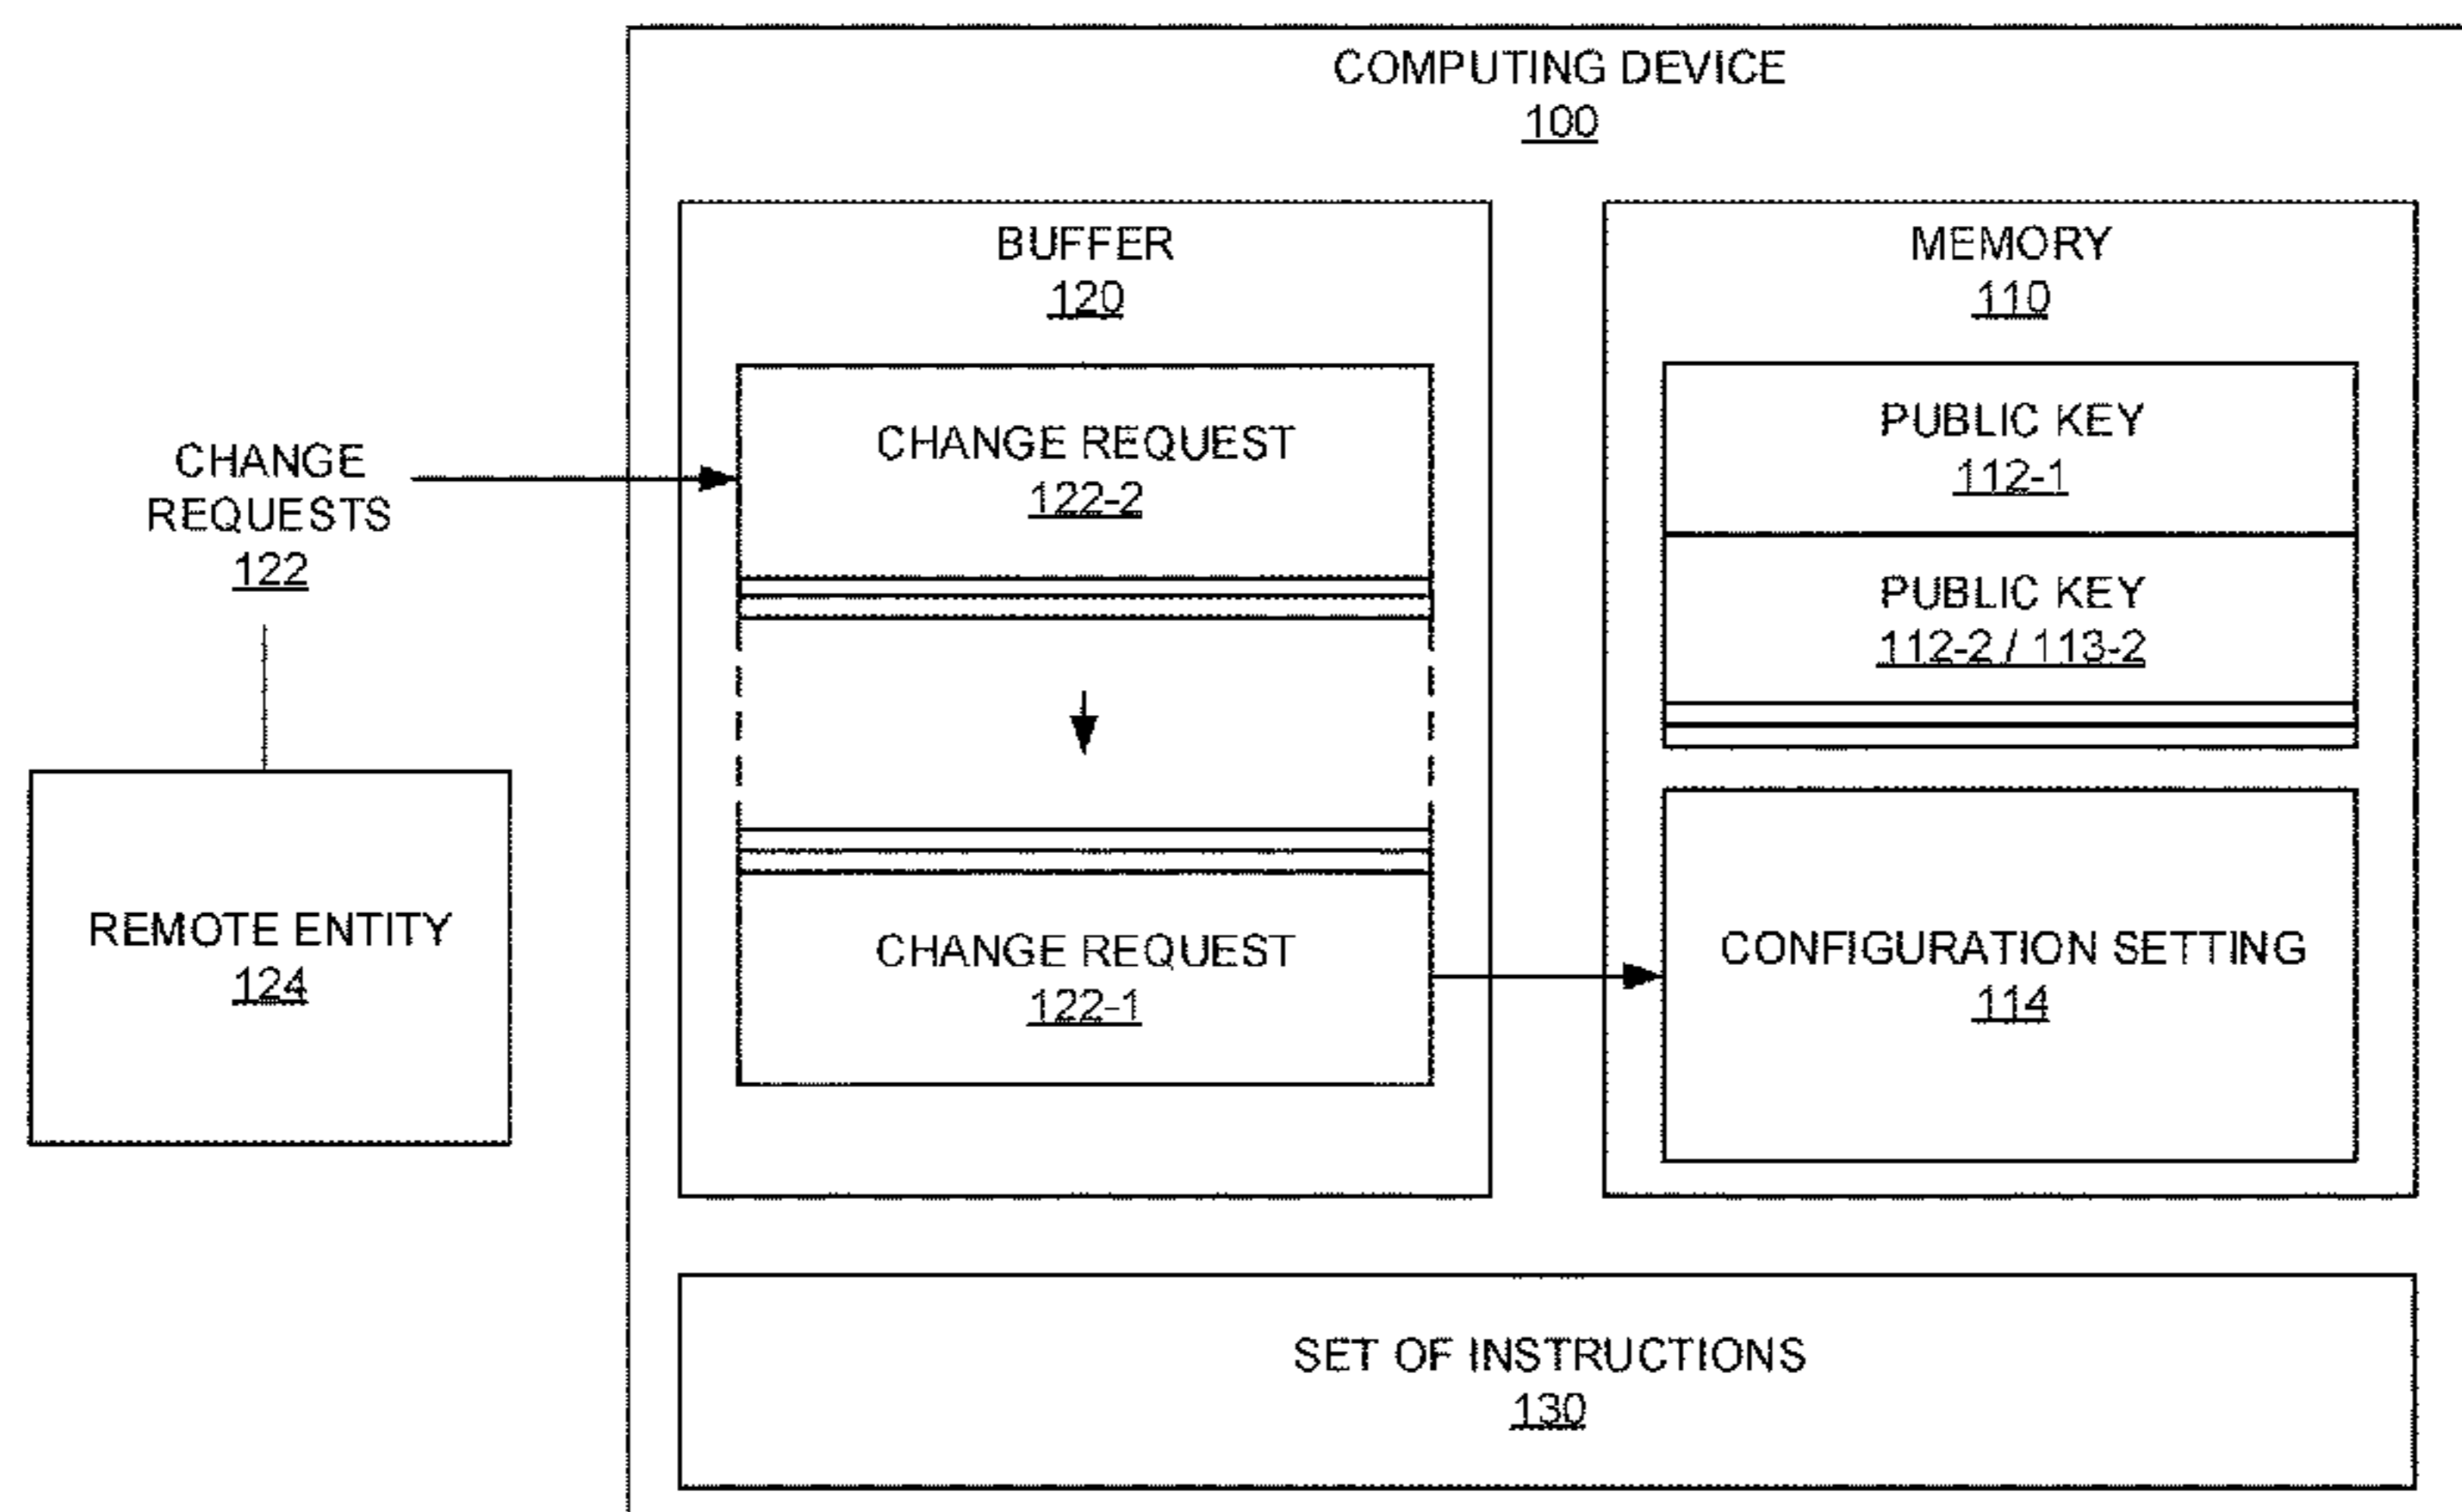 COMPUTING DEVICE
100
BUFFER
120
MEMORY
110
CHANGE
REQUESTS
122
CHANGE REQUEST
122-2
PUBLIC KEY
112-1
PUBLIC KEY
112-2 / 113-2
REMOTE ENTITY
124
CHANGE REQUEST
122-1
CONFIGURATION SETTING
114
SET OF INSTRUCTIONS
130